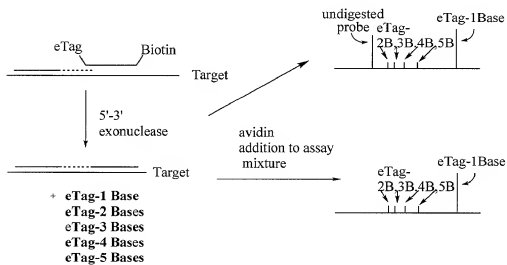 undigested
probe
eTag-
2B,3B,4B,5B
eTag-1Base
eTag
Biotin
Target
5'-3'
exonuclease
avidin
addition to assay
mixture
Target
eTag-
2B,3B,4B,5B
eTag-1Base
+ eTag-1 Base
eTag-2 Bases
eTag-3 Bases
eTag-4 Bases
eTag-5 Bases